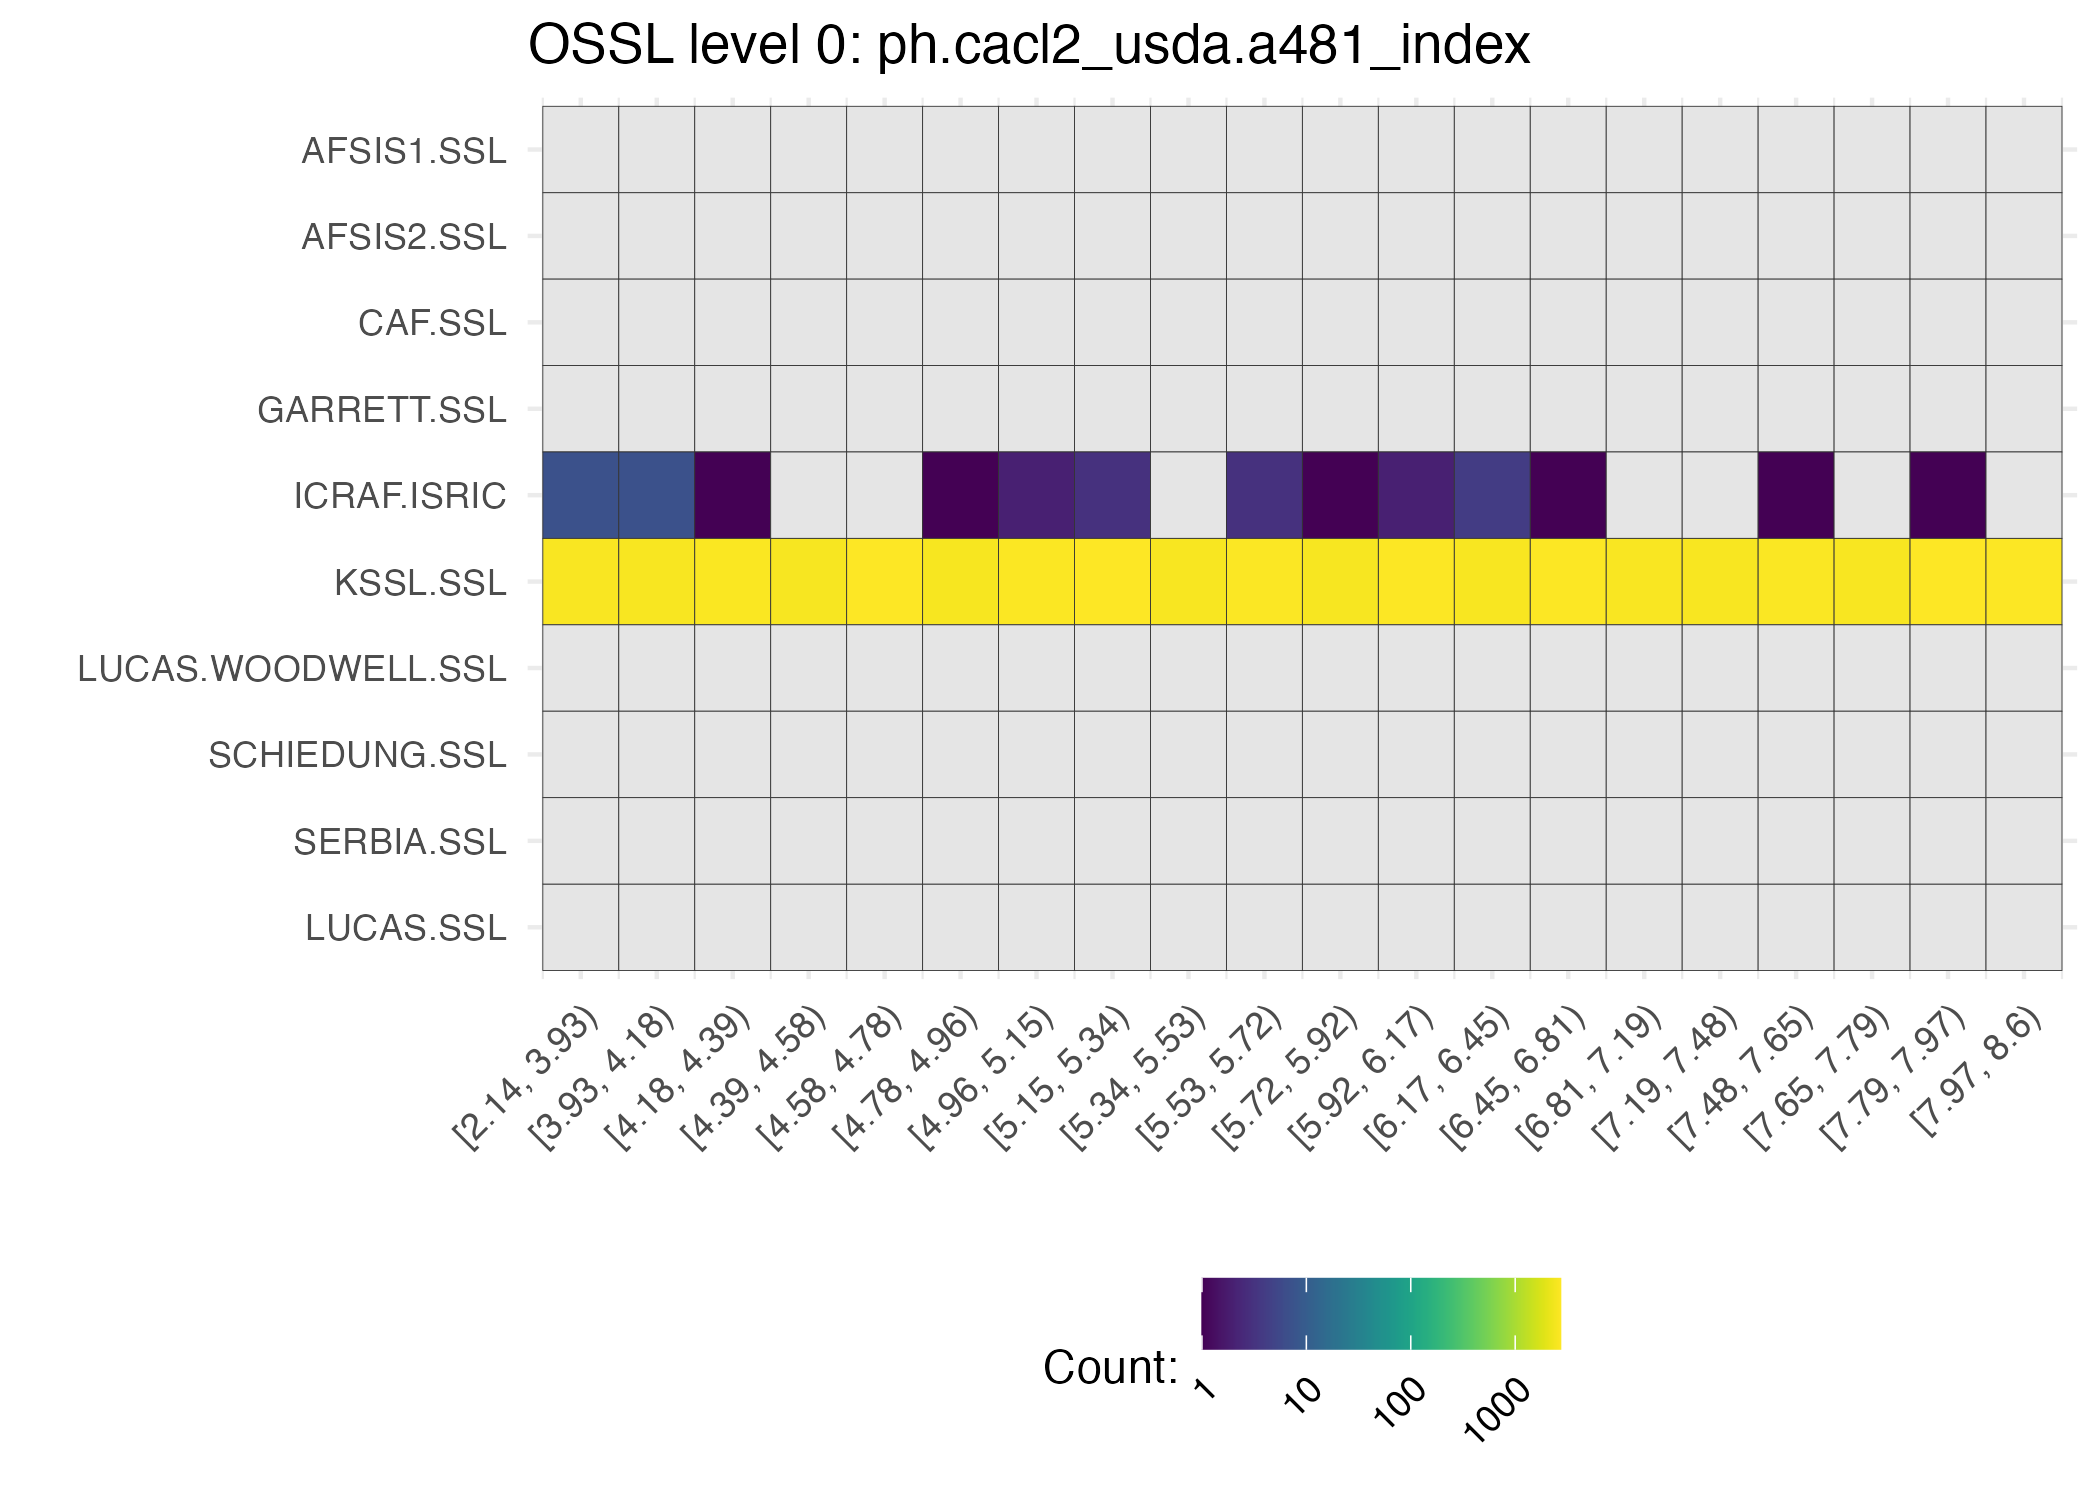 OSSL level 0: ph.cacl2_usda.a481_index
AFSIS1.SSL
AFSIS2.SSL
CAF.SSL
GARRETT.SSL
ICRAF.ISRIC
KSSL.SSL
LUCAS.WOODWELL.SSL
SCHIEDUNG.SSL
SERBIA.SSL
LUCAS.SSL
[2.14, 3.93)
[3.93, 4.18)
[4.18, 4.39)
[4.39, 4.58)
[4.58, 4.78)
[4.78, 4.96)
[4.96, 5.15)
[5.15, 5.34)
[5.34, 5.53)
[5.53, 5.72)
[5.72, 5.92)
[5.92, 6.17)
[6.17, 6.45)
[6.45, 6.81)
[6.81, 7.19)
[7.19, 7.48)
[7.48, 7.65)
[7.65, 7.79)
[7.79, 7.97)
[7.97, 8.6)
Count:
1
10
100
1000